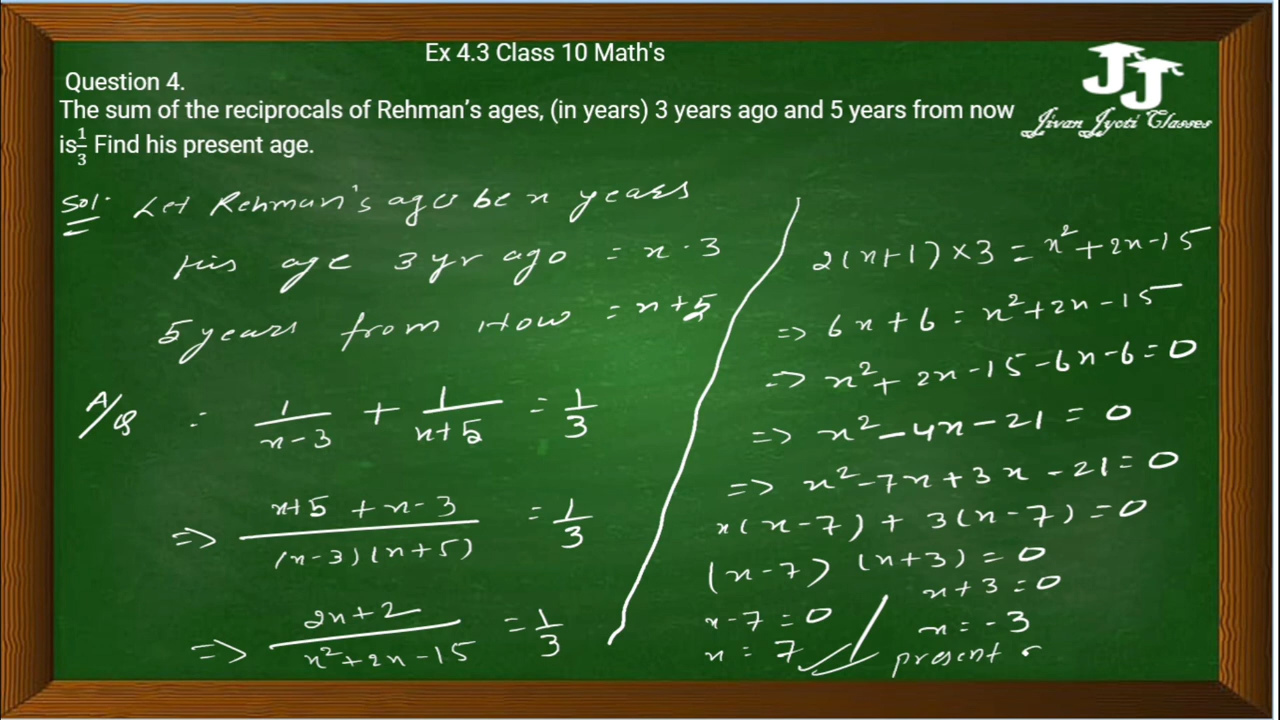 Ex 4.3 Class 10 Math's
JJ
Jivan Jyoti Classes
Question 4.
The sum of the reciprocals of Rehman's ages, (in years) 3 years ago and 5 years from now
is 1/3 Find his present age.
Sol. Let Rehman's age be x years
His age 3 yr ago = x - 3
5 years from Now = x + 5
A/Q : 1/(x-3) + 1/(x+5) = 1/3
=> (x+5 + x-3)/((x-3)(x+5)) = 1/3
=> (2x+2)/(x²+2x-15) = 1/3
2(x+1) × 3 = x² + 2x - 15
=> 6x + 6 = x² + 2x - 15
=> x² + 2x - 15 - 6x - 6 = 0
=> x² - 4x - 21 = 0
=> x² - 7x + 3x - 21 = 0
x(x-7) + 3(x-7) = 0
(x-7) (x+3) = 0
x-7 = 0
x = 7
x+3 = 0
x = -3
present